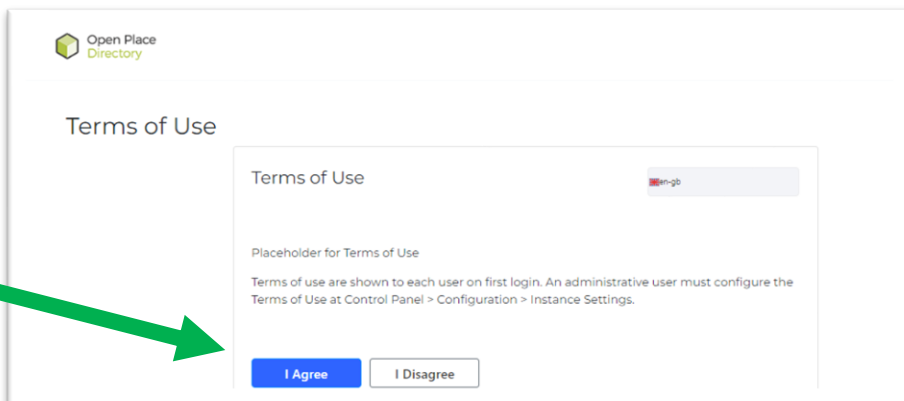 Open Place
Directory
Terms of Use
Terms of Use
en-gb
Placeholder for Terms of Use
Terms of use are shown to each user on first login. An administrative user must configure the
Terms of Use at Control Panel > Configuration > Instance Settings.
I Agree
I Disagree